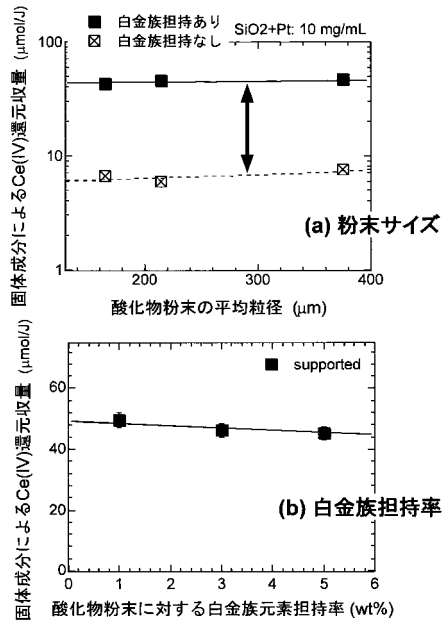 ■ 白金族担持あり
白金族担持なし
SiO2+Pt: 10 mg/mL
固体成分によるCe(IV)還元収量 (μmol/J)
100
10
1
200
300
400
(a) 粉末サイズ
酸化物粉末の平均粒径 (μm)
固体成分によるCe(IV)還元収量 (μmol/J)
■ supported
60
40
20
0
(b) 白金族担持率
0 1 2 3 4 5 6
酸化物粉末に対する白金族元素担持率 (wt%)